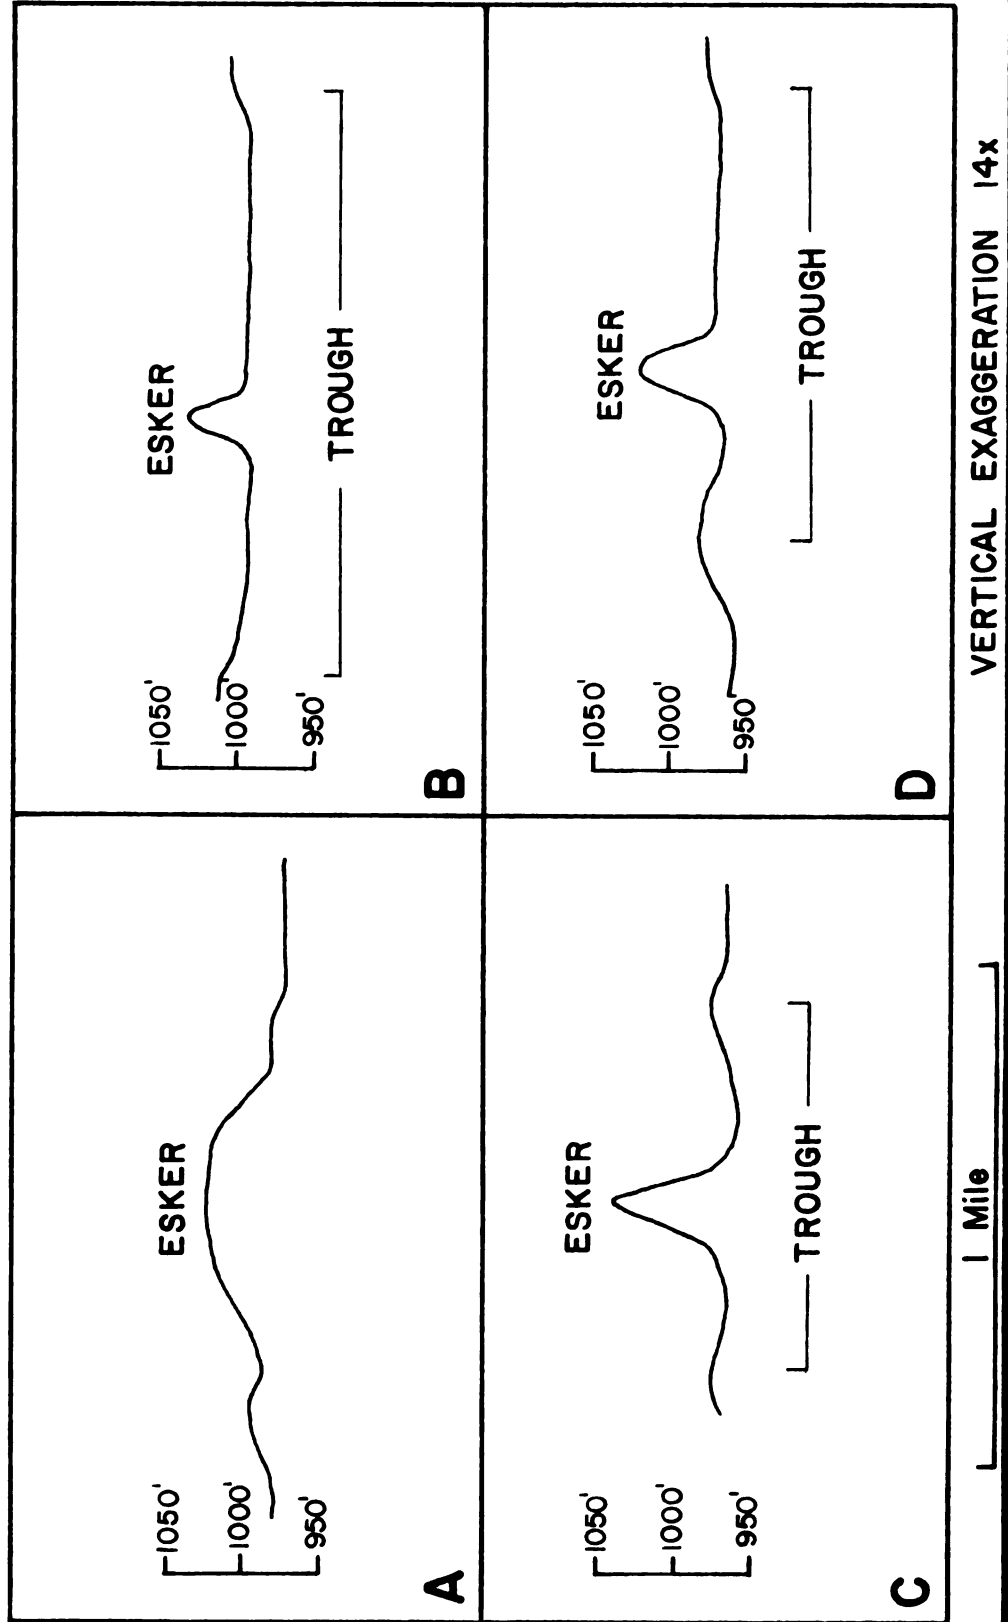 ESKER
1050'
1000'
950'
A
ESKER
1050'
1000'
950'
TROUGH
B
ESKER
1050'
1000'
950'
TROUGH
C
ESKER
1050'
1000'
950'
TROUGH
D
1 Mile
VERTICAL EXAGGERATION 14x